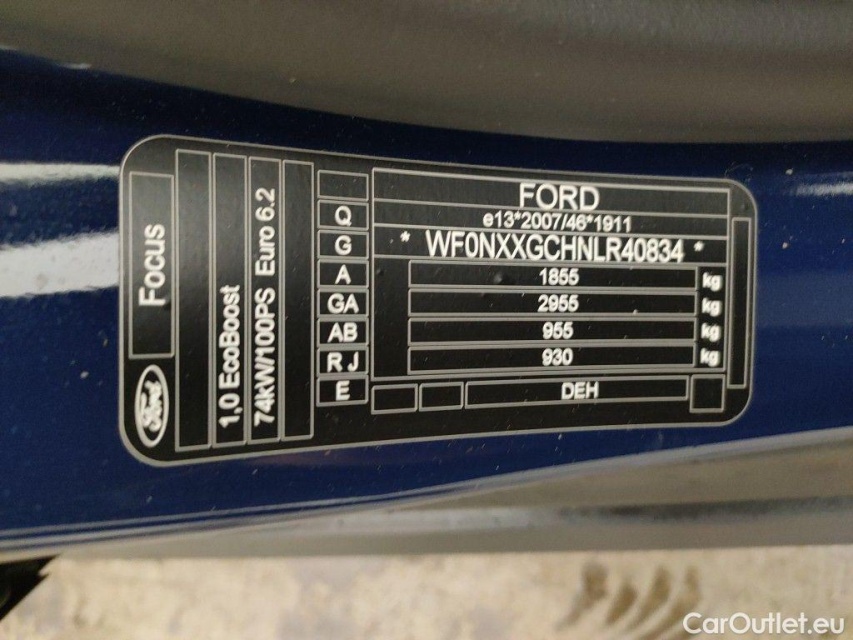 Focus
Ford
1,0 EcoBoost
74kW/100PS Euro 6.2
Q
G
A
GA
AB
RJ
E
FORD
e13*2007/46*1911
* WF0NXXGCHNLR40834 *
1855 kg
2955 kg
955 kg
930 kg
DEH
CarOutlet.eu